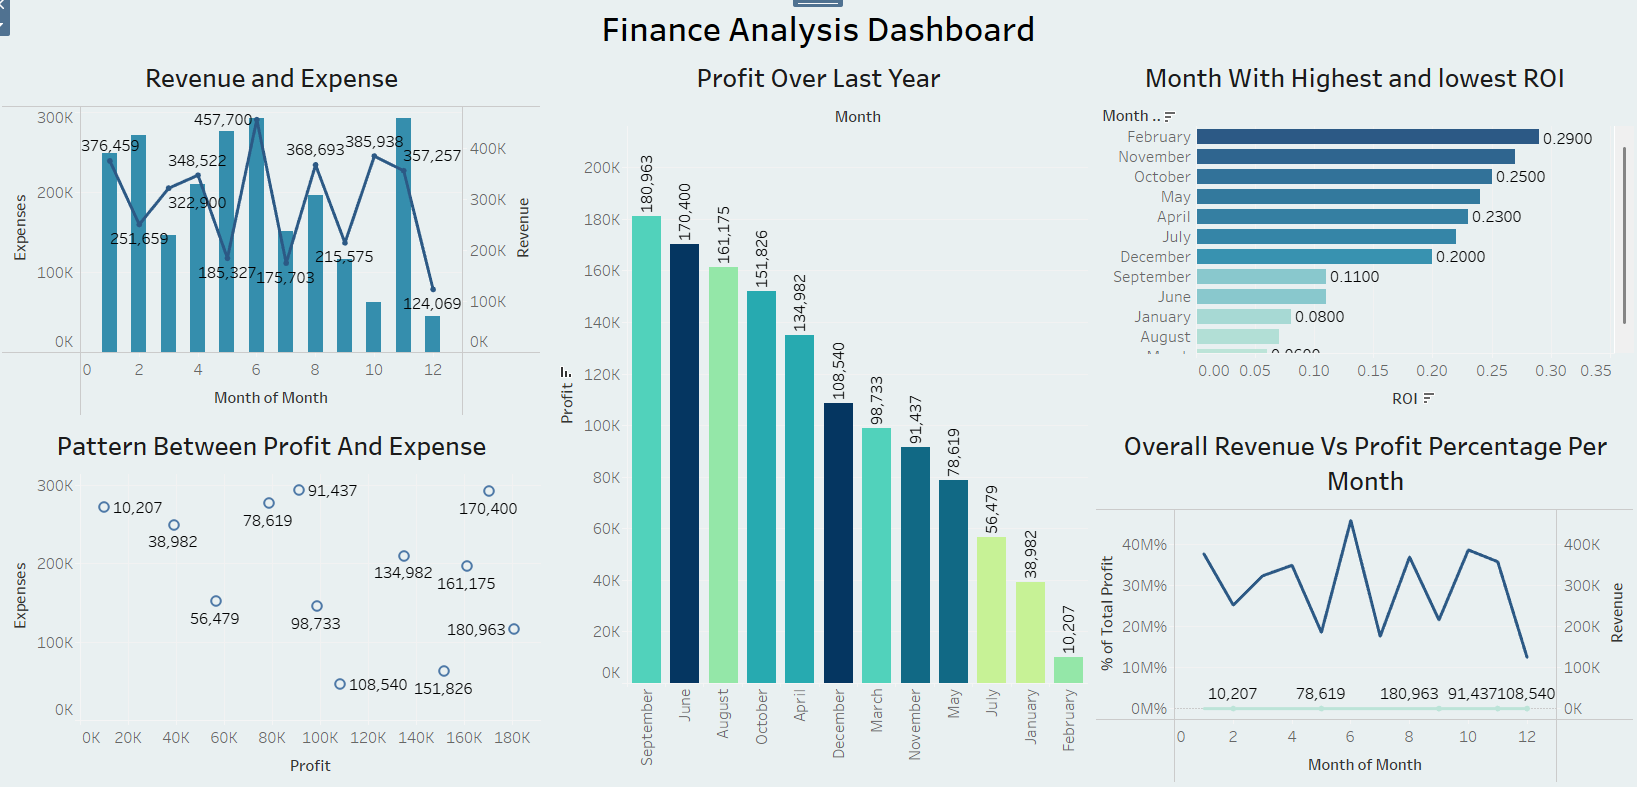 Finance Analysis Dashboard
Revenue and Expense
300K
200K
100K
0K
Expenses
376,459
251,659
322,900
348,522
185,327
457,700
175,703
368,693
215,575
385,938
357,257
124,069
400K
300K
200K
100K
0K
Revenue
0 2 4 6 8 10 12
Month of Month
Pattern Between Profit And Expense
300K
200K
100K
0K
Expenses
10,207
38,982
56,479
78,619
91,437
98,733
108,540
134,982
151,826
161,175
170,400
180,963
0K 20K 40K 60K 80K 100K 120K 140K 160K 180K
Profit
Profit Over Last Year
Month
200K
180K
160K
140K
120K
100K
80K
60K
40K
20K
0K
Profit
180,963
170,400
161,175
151,826
134,982
108,540
98,733
91,437
78,619
56,479
38,982
10,207
September
June
August
October
April
December
March
November
May
July
January
February
Month With Highest and lowest ROI
Month ..
February 0.2900
November
October 0.2500
May
April 0.2300
July
December 0.2000
September 0.1100
June
January 0.0800
August
March 0.0600
0.00 0.05 0.10 0.15 0.20 0.25 0.30 0.35
ROI
Overall Revenue Vs Profit Percentage Per
Month
40M%
30M%
20M%
10M%
0M%
% of Total Profit
10,207 78,619 180,963 91,437 108,540
400K
300K
200K
100K
0K
Revenue
0 2 4 6 8 10 12
Month of Month